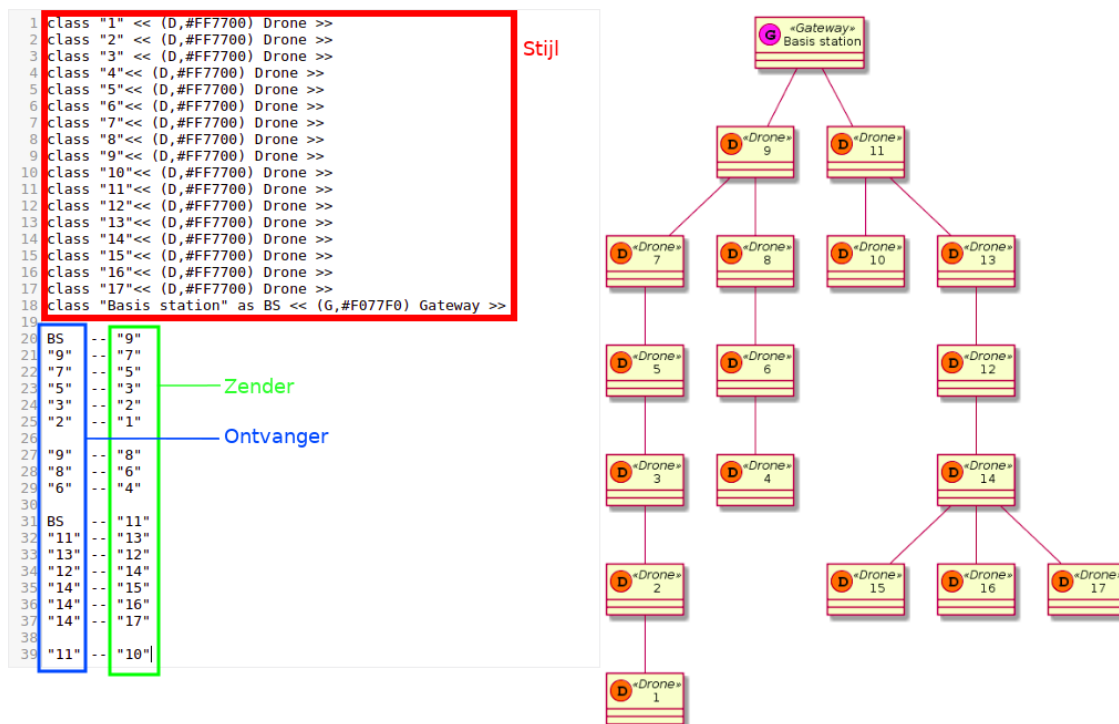 1 class "1" << (D,#FF7700) Drone >>
2 class "2" << (D,#FF7700) Drone >>
3 class "3" << (D,#FF7700) Drone >>
4 class "4"<< (D,#FF7700) Drone >>
5 class "5"<< (D,#FF7700) Drone >>
6 class "6"<< (D,#FF7700) Drone >>
7 class "7"<< (D,#FF7700) Drone >>
8 class "8"<< (D,#FF7700) Drone >>
9 class "9"<< (D,#FF7700) Drone >>
10 class "10"<< (D,#FF7700) Drone >>
11 class "11"<< (D,#FF7700) Drone >>
12 class "12"<< (D,#FF7700) Drone >>
13 class "13"<< (D,#FF7700) Drone >>
14 class "14"<< (D,#FF7700) Drone >>
15 class "15"<< (D,#FF7700) Drone >>
16 class "16"<< (D,#FF7700) Drone >>
17 class "17"<< (D,#FF7700) Drone >>
18 class "Basis station" as BS << (G,#F077F0) Gateway >>
19
20 BS -- "9"
21 "9" -- "7"
22 "7" -- "5"
23 "5" -- "3"
24 "3" -- "2"
25 "2" -- "1"
26
27 "9" -- "8"
28 "8" -- "6"
29 "6" -- "4"
30
31 BS -- "11"
32 "11" -- "13"
33 "13" -- "12"
34 "12" -- "14"
35 "14" -- "15"
36 "14" -- "16"
37 "14" -- "17"
38
39 "11" -- "10"
Stijl
Zender
Ontvanger
G «Gateway»
Basis station
D «Drone»
9
D «Drone»
11
D «Drone»
7
D «Drone»
8
D «Drone»
10
D «Drone»
13
D «Drone»
5
D «Drone»
6
D «Drone»
12
D «Drone»
3
D «Drone»
4
D «Drone»
14
D «Drone»
2
D «Drone»
15
D «Drone»
16
D «Drone»
17
D «Drone»
1